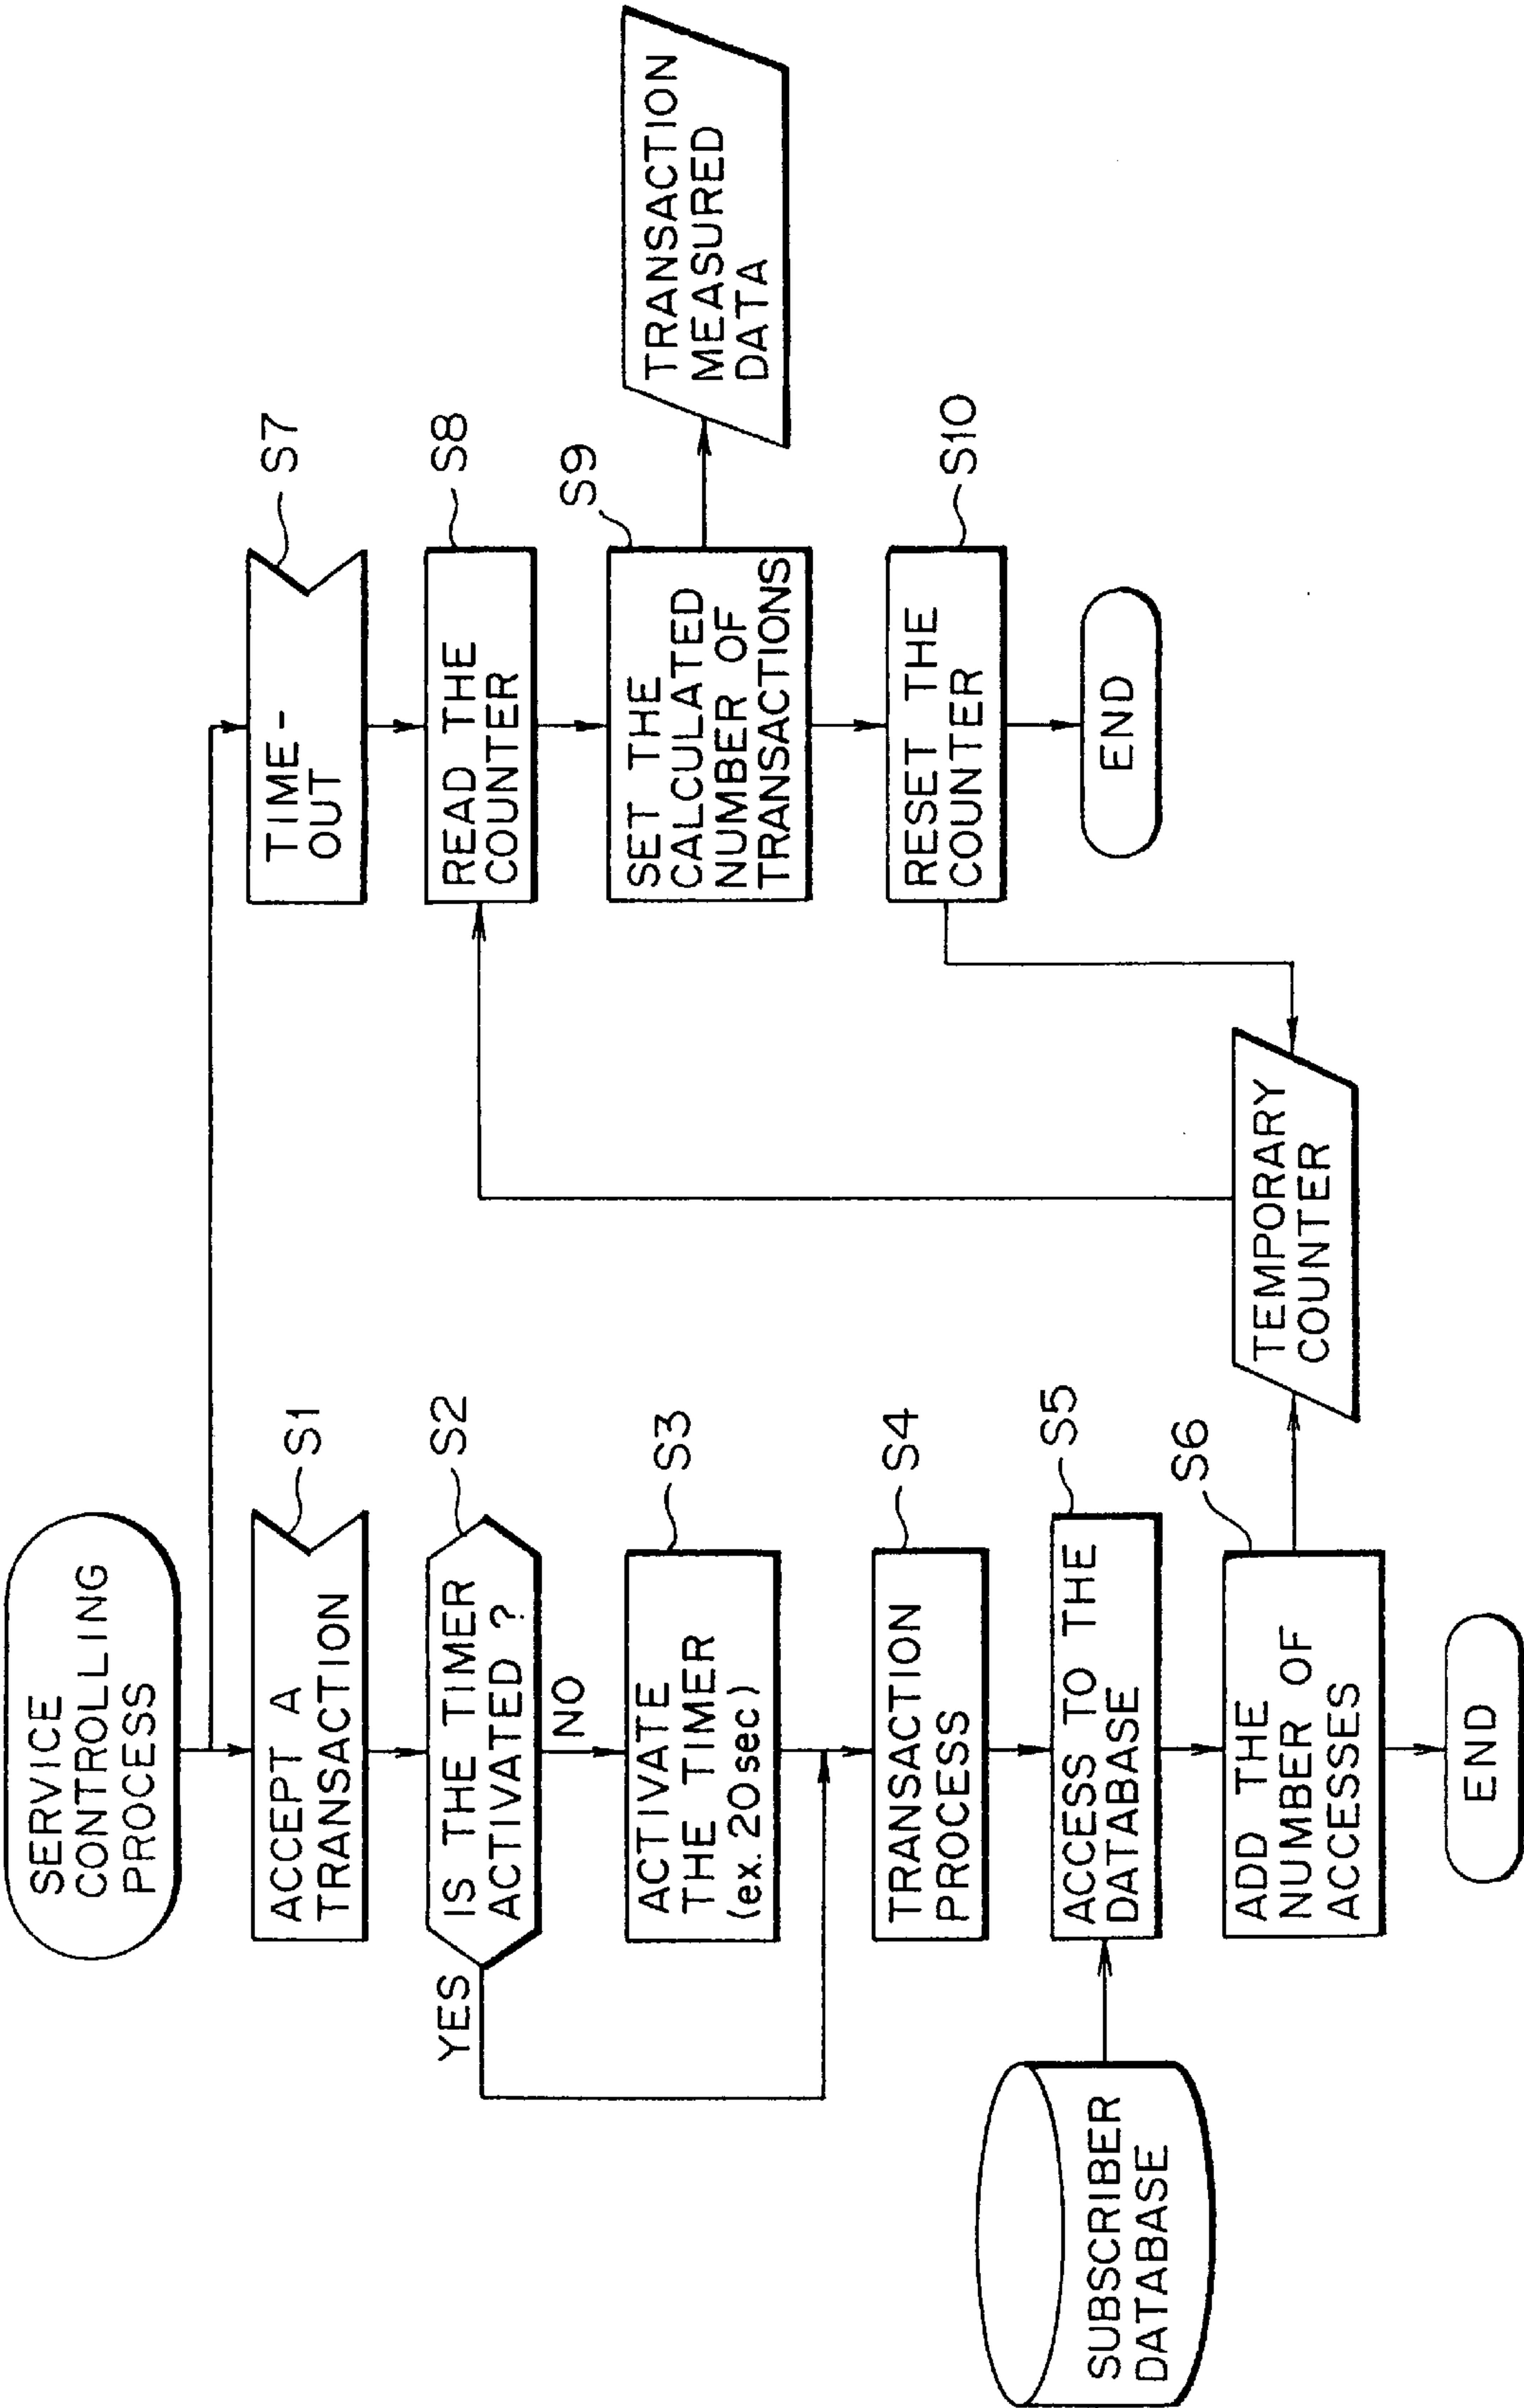 SERVICE
CONTROLLING
PROCESS
ACCEPT A
TRANSACTION
S1
IS THE TIMER
ACTIVATED ?
S2
YES
NO
ACTIVATE
THE TIMER
(ex. 20sec)
S3
TRANSACTION
PROCESS
S4
SUBSCRIBER
DATABASE
ACCESS TO THE
DATABASE
S5
ADD THE
NUMBER OF
ACCESSES
S6
END
TEMPORARY
COUNTER
TIME-
OUT
S7
READ THE
COUNTER
S8
SET THE
CALCULATED
NUMBER OF
TRANSACTIONS
S9
TRANSACTION
MEASURED
DATA
RESET THE
COUNTER
S10
END